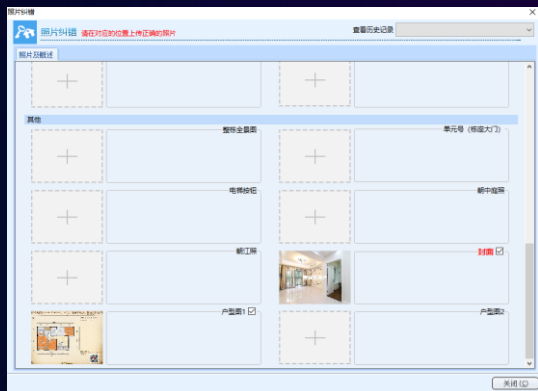 照片纠错
照片纠错 请在对应的位置上传正确的照片 查看历史记录
照片及概述
其他
整栋全景图 单元号（栋座大门）
电梯按钮 朝中庭照
朝江照 封面
户型图1 户型图2
关闭(C)